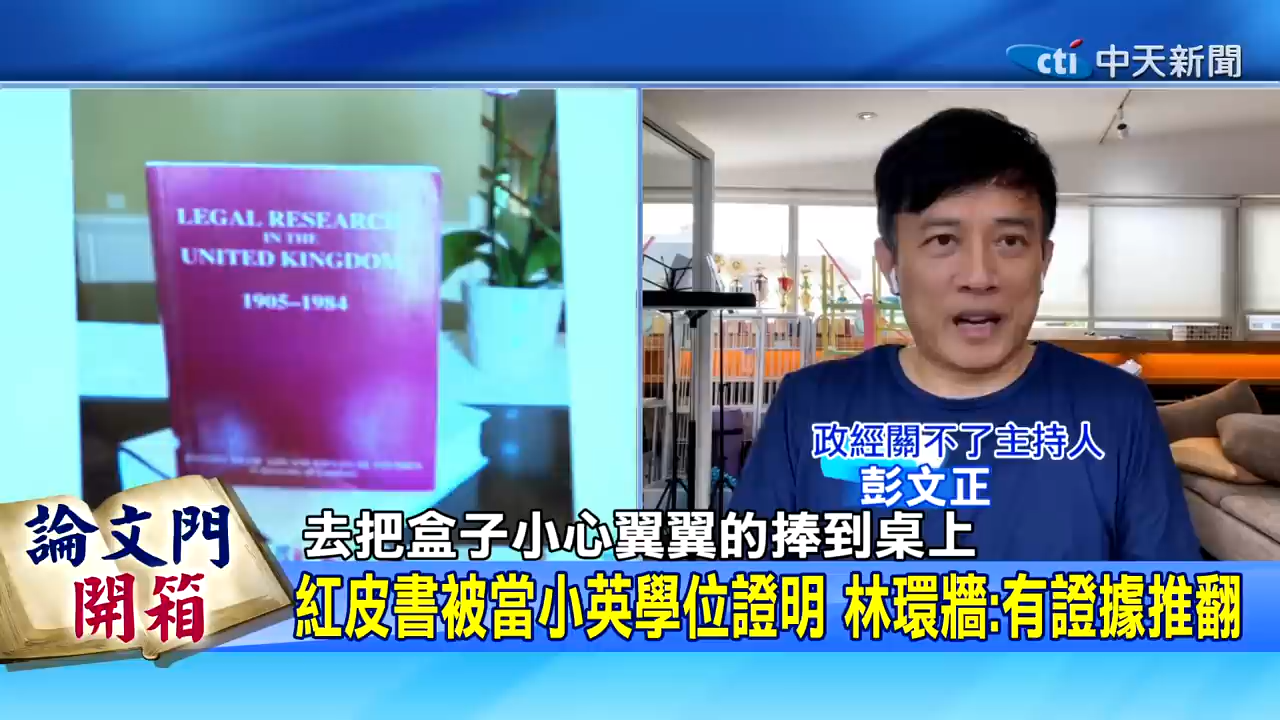 cti 中天新聞
LEGAL RESEARCH
IN THE
UNITED KINGDOM
1905–1984
政經關不了主持人
彭文正
論文門
開箱
去把盒子小心翼翼的捧到桌上
紅皮書被當小英學位證明 林環牆:有證據推翻